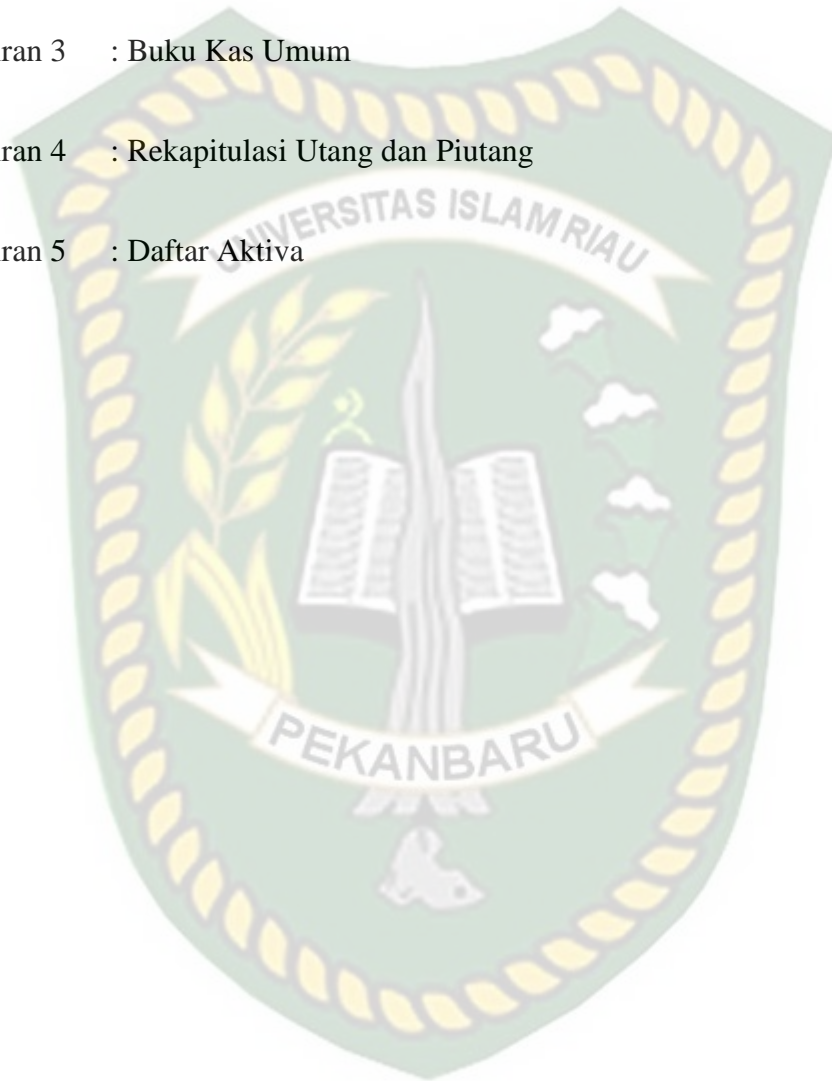 ran 3 : Buku Kas Umum
ran 4 : Rekapitulasi Utang dan Piutang
ran 5 : Daftar Aktiva
UNIVERSITAS ISLAM RIAU
PEKANBARU